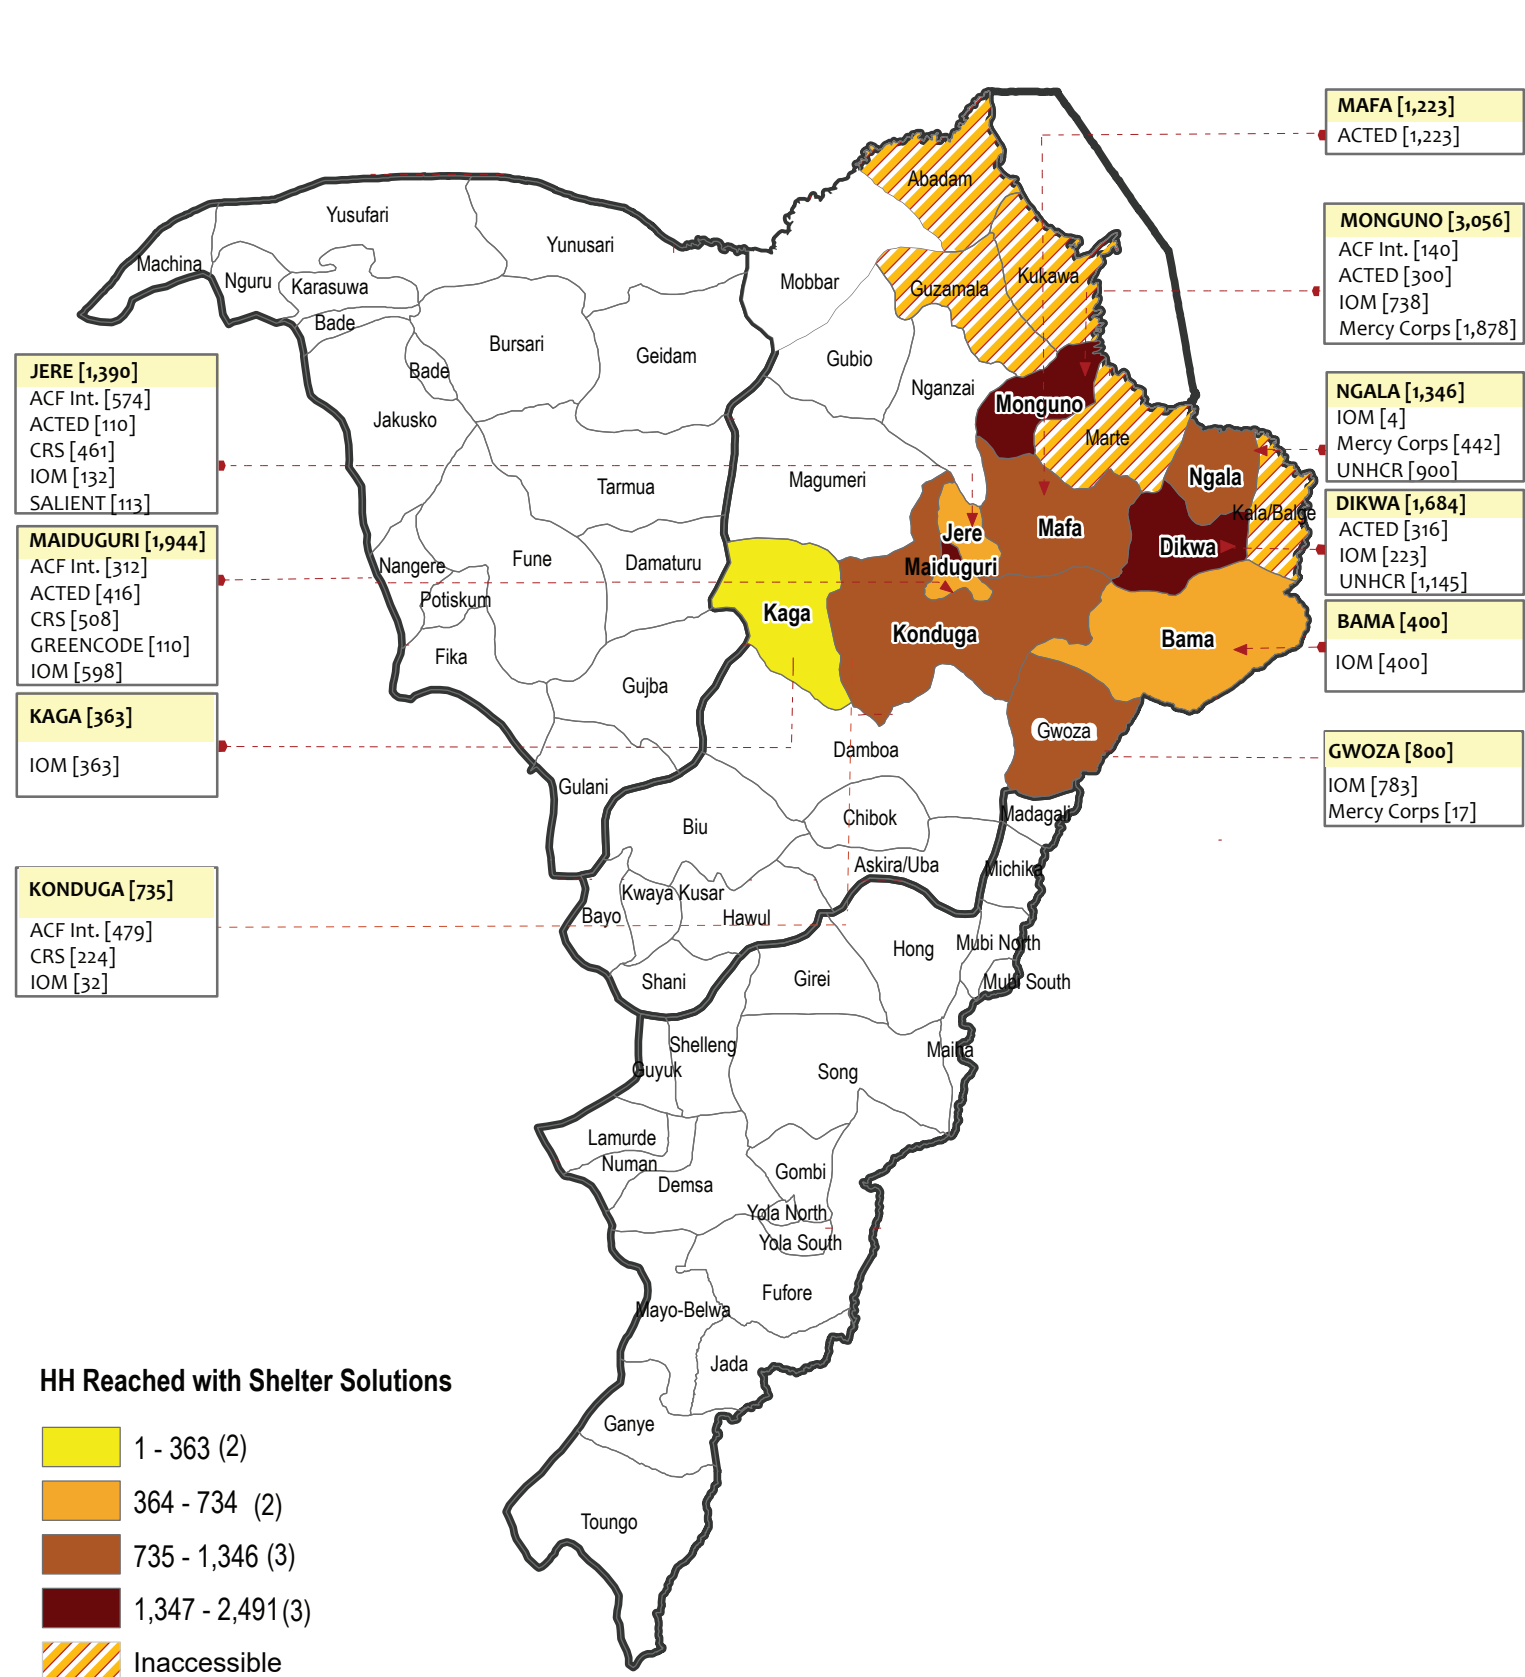 MAFA [1,223]
ACTED [1,223]
MONGUNO [3,056]
ACF Int. [140]
ACTED [300]
IOM [738]
Mercy Corps [1,878]
NGALA [1,346]
IOM [4]
Mercy Corps [442]
UNHCR [900]
DIKWA [1,684]
ACTED [316]
IOM [223]
UNHCR [1,145]
BAMA [400]
IOM [400]
GWOZA [800]
IOM [783]
Mercy Corps [17]
JERE [1,390]
ACF Int. [574]
ACTED [110]
CRS [461]
IOM [132]
SALIENT [113]
MAIDUGURI [1,944]
ACF Int. [312]
ACTED [416]
CRS [508]
GREENCODE [110]
IOM [598]
KAGA [363]
IOM [363]
KONDUGA [735]
ACF Int. [479]
CRS [224]
IOM [32]
Abadam
Yusufari
Yunusari
Machina
Nguru
Karasuwa
Mobbar
Kukawa
Guzamala
Bade
Bursari
Geidam
Gubio
Bade
Nganzai
Monguno
Jakusko
Marte
Tarmua
Magumeri
Ngala
Kala/Balge
Jere
Mafa
Dikwa
Nangere
Fune
Damaturu
Maiduguri
Potiskum
Kaga
Konduga
Bama
Fika
Gujba
Gwoza
Damboa
Gulani
Chibok
Madagali
Biu
Askira/Uba
Michika
Kwaya Kusar
Bayo
Hawul
Hong
Mubi North
Shani
Girei
Mubi South
Shelleng
Guyuk
Song
Maiha
Lamurde
Numan
Demsa
Gombi
Yola North
Yola South
Fufore
Mayo-Belwa
Jada
Ganye
Toungo
HH Reached with Shelter Solutions
1 - 363 (2)
364 - 734 (2)
735 - 1,346 (3)
1,347 - 2,491 (3)
Inaccessible